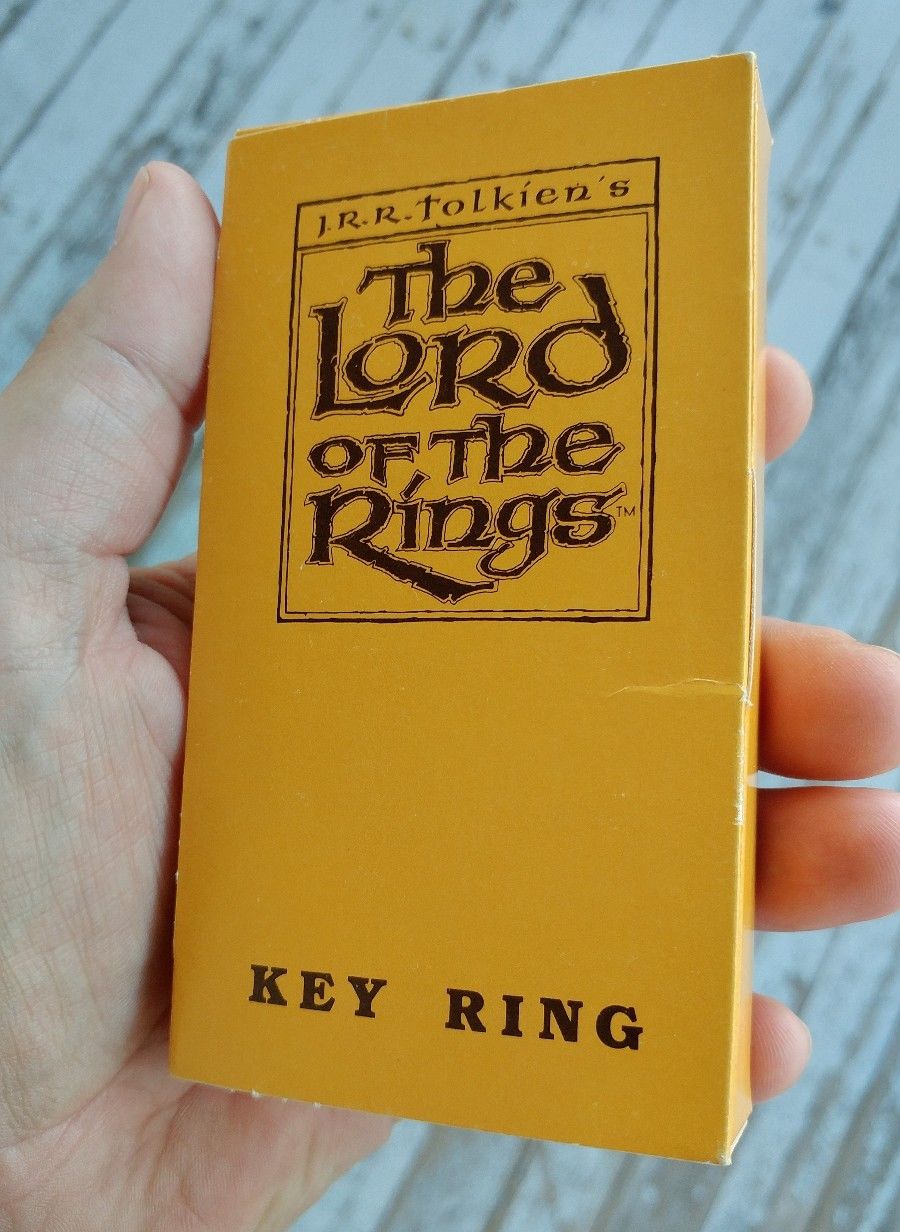 J.R.R. Tolkien's
The
Lord
OF The
Rings™
KEY RING